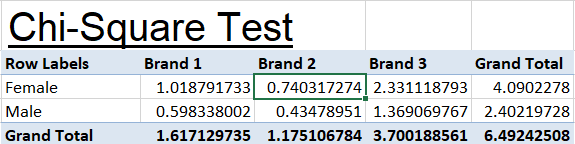 Chi-Square Test
Row Labels Brand 1 Brand 2 Brand 3 Grand Total
Female 1.018791733 0.740317274 2.331118793 4.0902278
Male 0.598338002 0.43478951 1.369069767 2.40219728
Grand Total 1.617129735 1.175106784 3.700188561 6.49242508